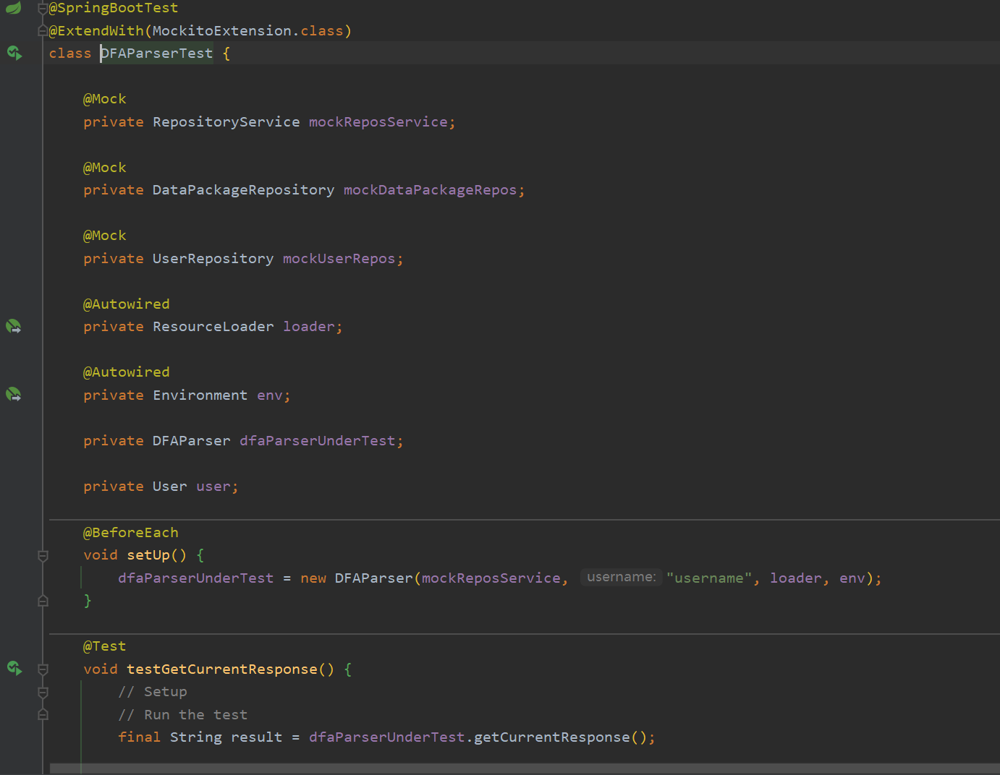 @SpringBootTest
@ExtendWith(MockitoExtension.class)
class DFAParserTest {
@Mock
private RepositoryService mockReposService;
@Mock
private DataPackageRepository mockDataPackageRepos;
@Mock
private UserRepository mockUserRepos;
@Autowired
private ResourceLoader loader;
@Autowired
private Environment env;
private DFAParser dfaParserUnderTest;
private User user;
@BeforeEach
void setUp() {
dfaParserUnderTest = new DFAParser(mockReposService, username: "username", loader, env);
}
@Test
void testGetCurrentResponse() {
// Setup
// Run the test
final String result = dfaParserUnderTest.getCurrentResponse();